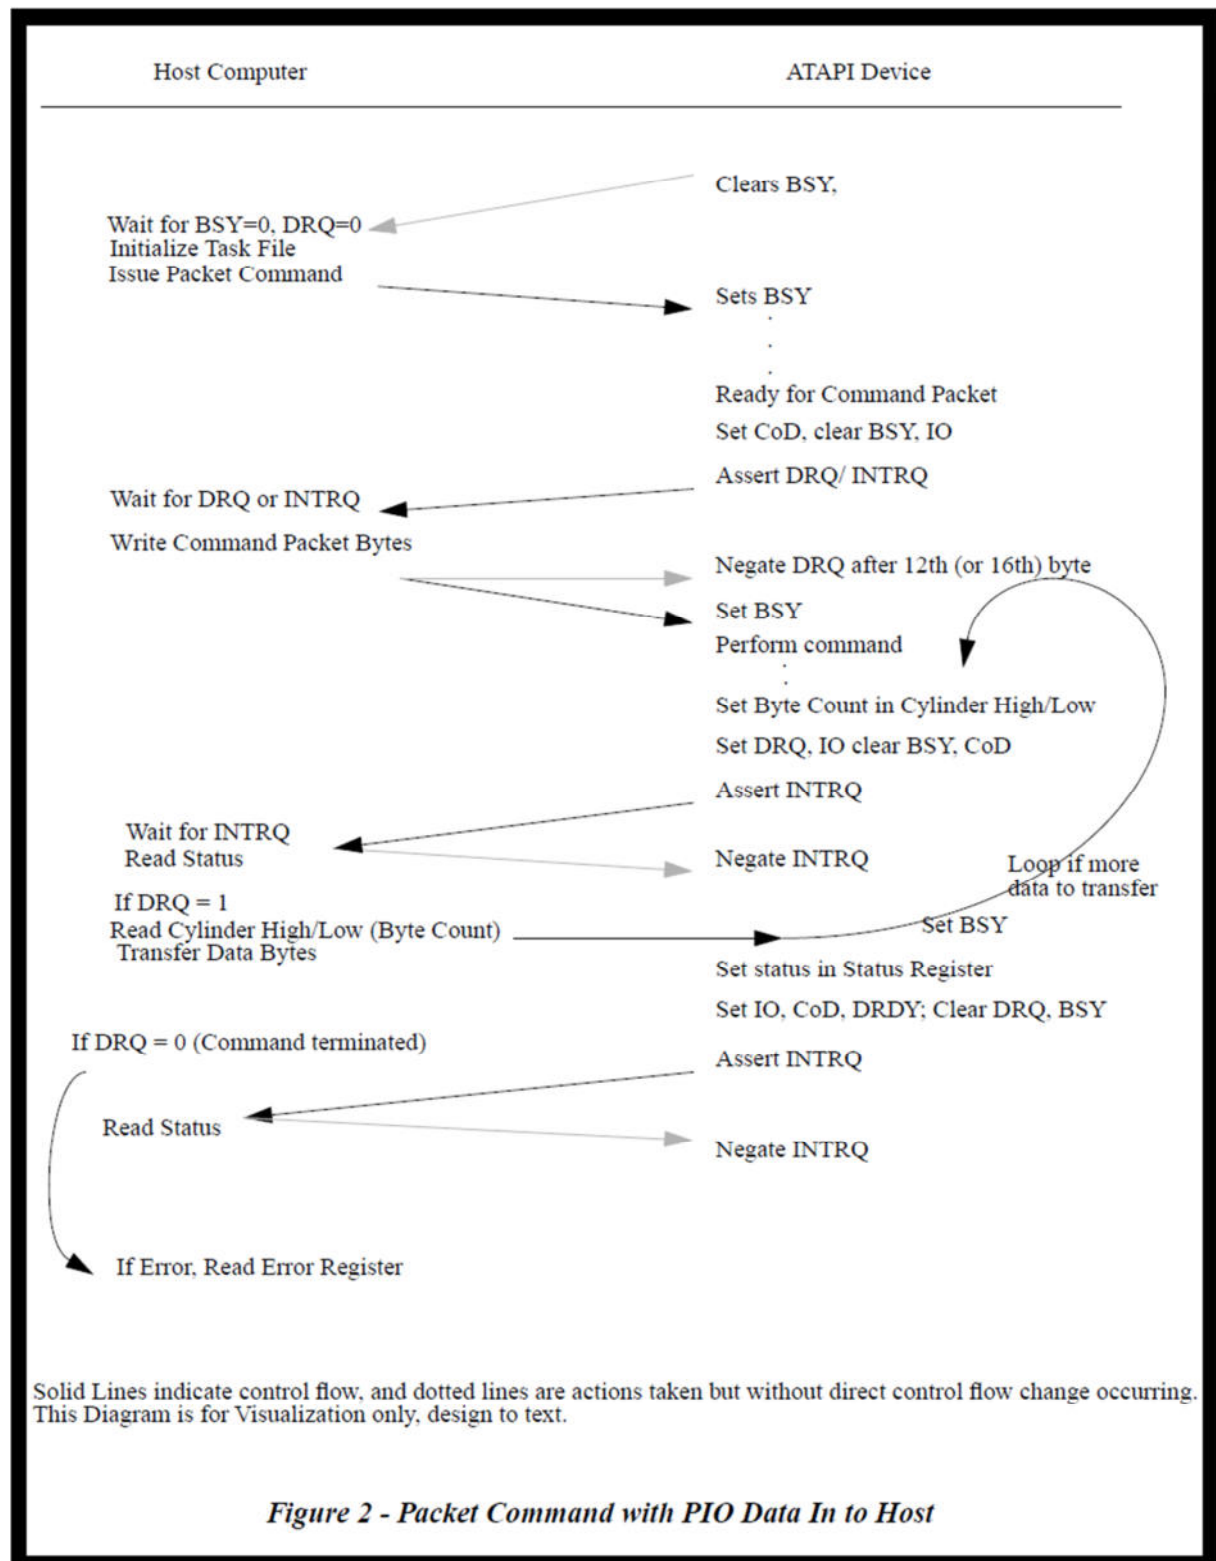 Host Computer
ATAPI Device
Clears BSY,
Wait for BSY=0, DRQ=0
Initialize Task File
Issue Packet Command
Sets BSY
.
.
.
Ready for Command Packet
Set CoD, clear BSY, IO
Assert DRQ/ INTRQ
Wait for DRQ or INTRQ
Write Command Packet Bytes
Negate DRQ after 12th (or 16th) byte
Set BSY
Perform command
.
.
Set Byte Count in Cylinder High/Low
Set DRQ, IO clear BSY, CoD
Assert INTRQ
Wait for INTRQ
Read Status
Negate INTRQ
Loop if more
data to transfer
If DRQ = 1
Read Cylinder High/Low (Byte Count)
Transfer Data Bytes
Set BSY
Set status in Status Register
Set IO, CoD, DRDY; Clear DRQ, BSY
If DRQ = 0 (Command terminated)
Assert INTRQ
Read Status
Negate INTRQ
If Error, Read Error Register
Solid Lines indicate control flow, and dotted lines are actions taken but without direct control flow change occurring.
This Diagram is for Visualization only, design to text.
Figure 2 - Packet Command with PIO Data In to Host